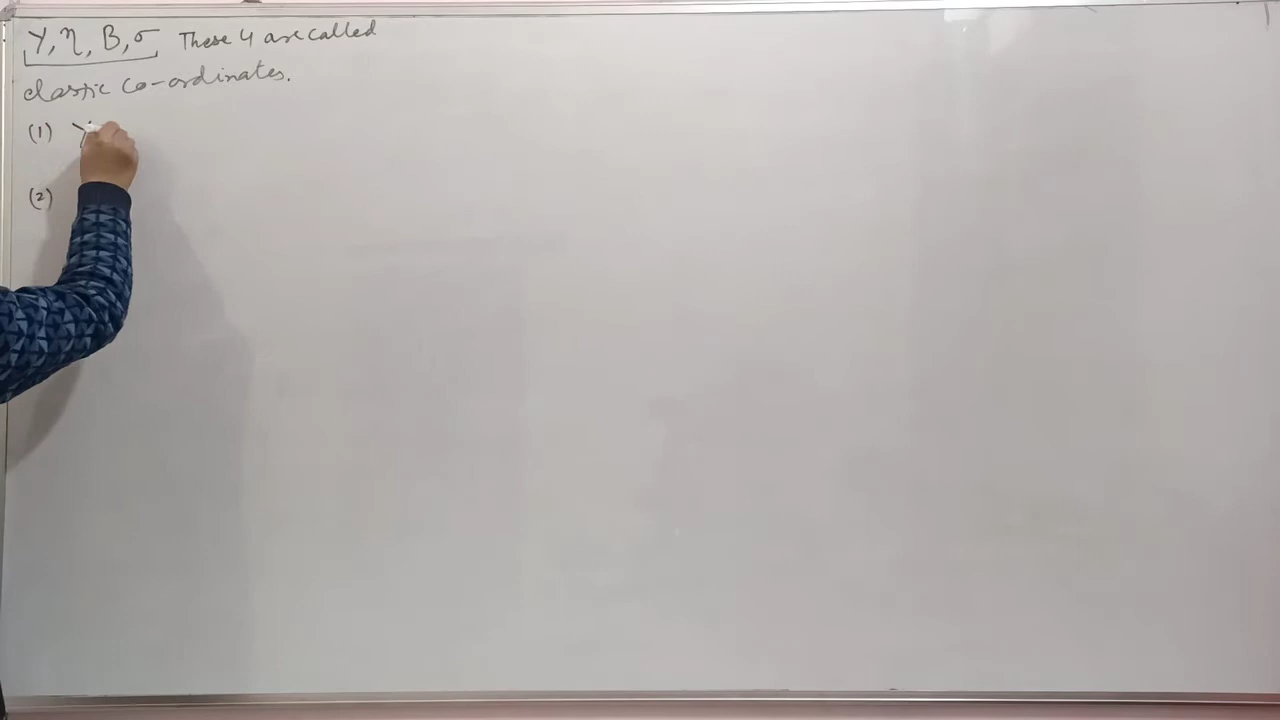 Y, η, B, σ These 4 are called
elastic co-ordinates.
(1) Y
(2)